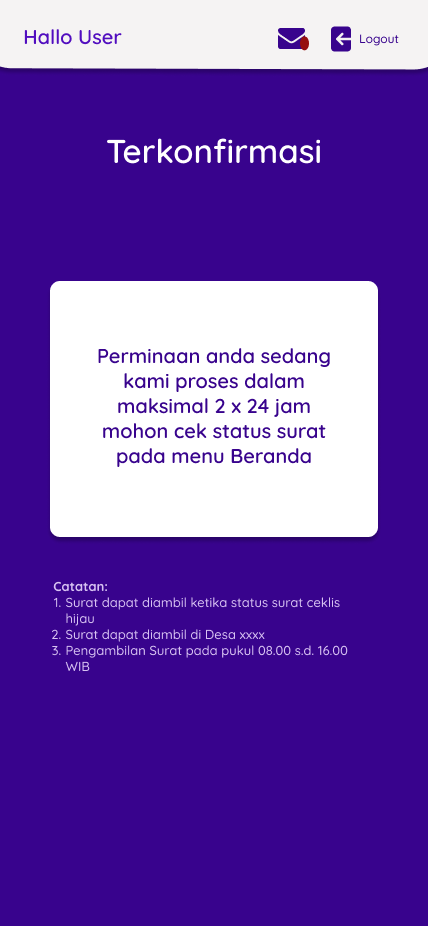 Hallo User
Logout
Terkonfirmasi
Perminaan anda sedang
kami proses dalam
maksimal 2 x 24 jam
mohon cek status surat
pada menu Beranda
Catatan:
1. Surat dapat diambil ketika status surat ceklis
hijau
2. Surat dapat diambil di Desa xxxx
3. Pengambilan Surat pada pukul 08.00 s.d. 16.00
WIB